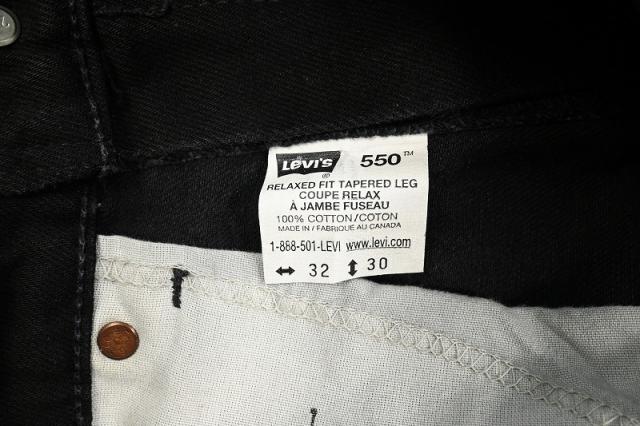 LEVI'S ® 550™
RELAXED FIT TAPERED LEG
COUPE RELAX
À JAMBE FUSEAU
100% COTTON/COTON
MADE IN / FABRIQUE AU CANADA
1-888-501-LEVI www.levi.com
32 30